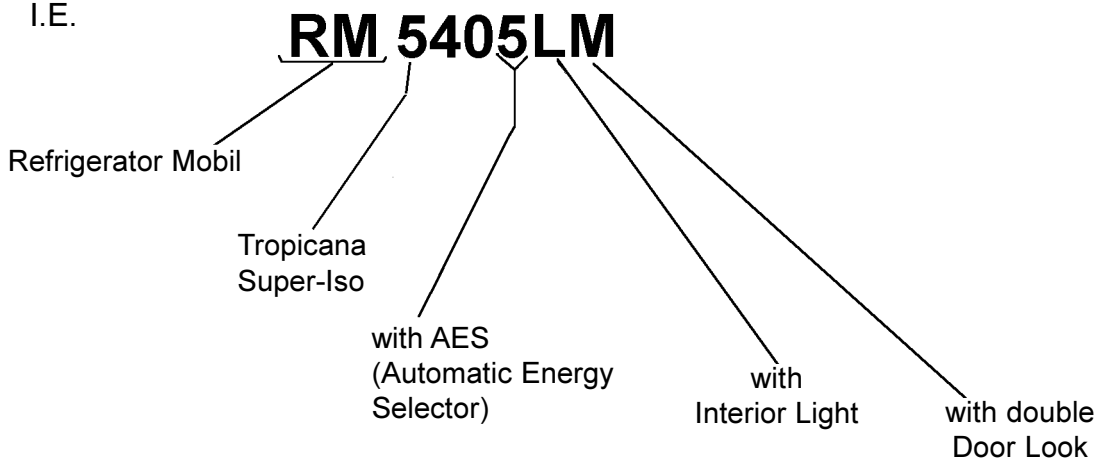 I.E.
RM 5405LM
Refrigerator Mobil
Tropicana
Super-Iso
with AES
(Automatic Energy
Selector)
with
Interior Light
with double
Door Look